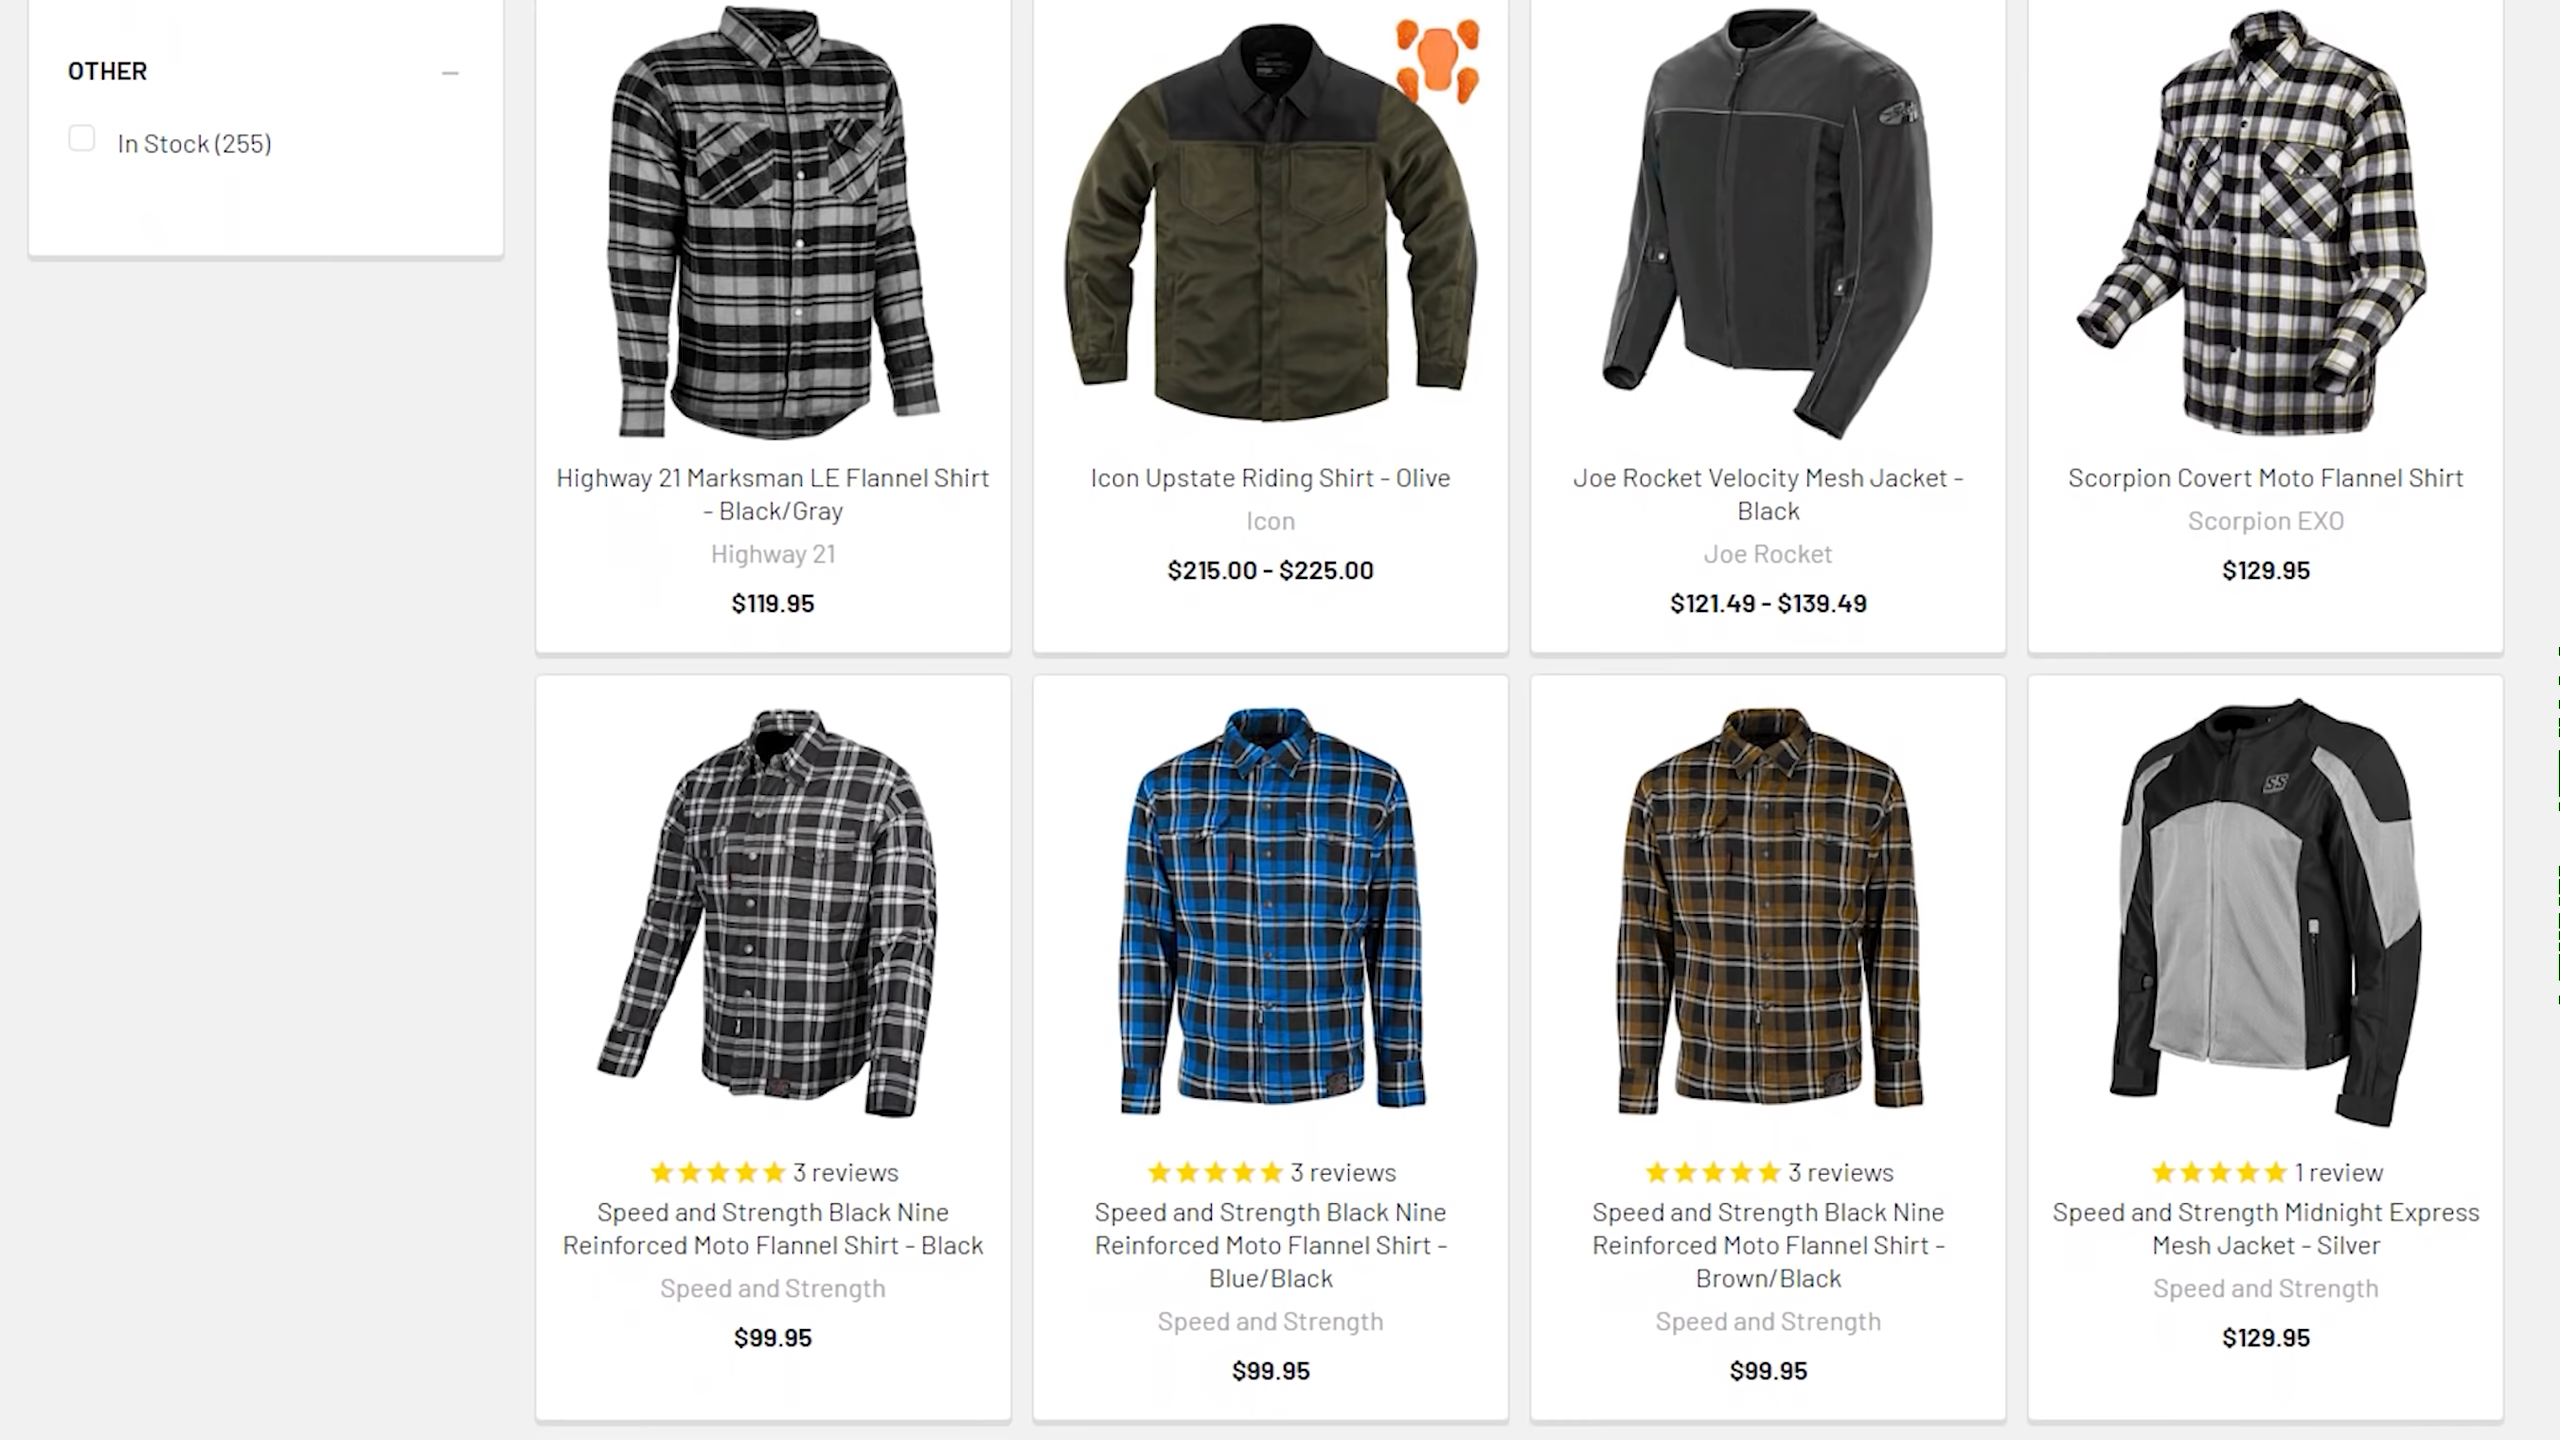 OTHER
In Stock (255)
Highway 21 Marksman LE Flannel Shirt
- Black/Gray
Highway 21
$119.95
Icon Upstate Riding Shirt - Olive
Icon
$215.00 - $225.00
Joe Rocket Velocity Mesh Jacket -
Black
Joe Rocket
$121.49 - $139.49
Scorpion Covert Moto Flannel Shirt
Scorpion EXO
$129.95
3 reviews
Speed and Strength Black Nine
Reinforced Moto Flannel Shirt - Black
Speed and Strength
$99.95
3 reviews
Speed and Strength Black Nine
Reinforced Moto Flannel Shirt -
Blue/Black
Speed and Strength
$99.95
3 reviews
Speed and Strength Black Nine
Reinforced Moto Flannel Shirt -
Brown/Black
Speed and Strength
$99.95
SS
1 review
Speed and Strength Midnight Express
Mesh Jacket - Silver
Speed and Strength
$129.95